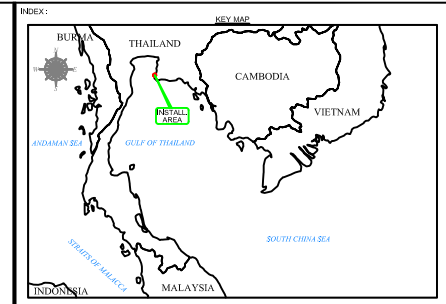 INDEX :
KEY MAP
BURMA
THAILAND
CAMBODIA
VIETNAM
INSTALL.
AREA
ANDAMAN SEA
GULF OF THAILAND
SOUTH CHINA SEA
STRAITS OF MALACCA
INDONESIA
MALAYSIA